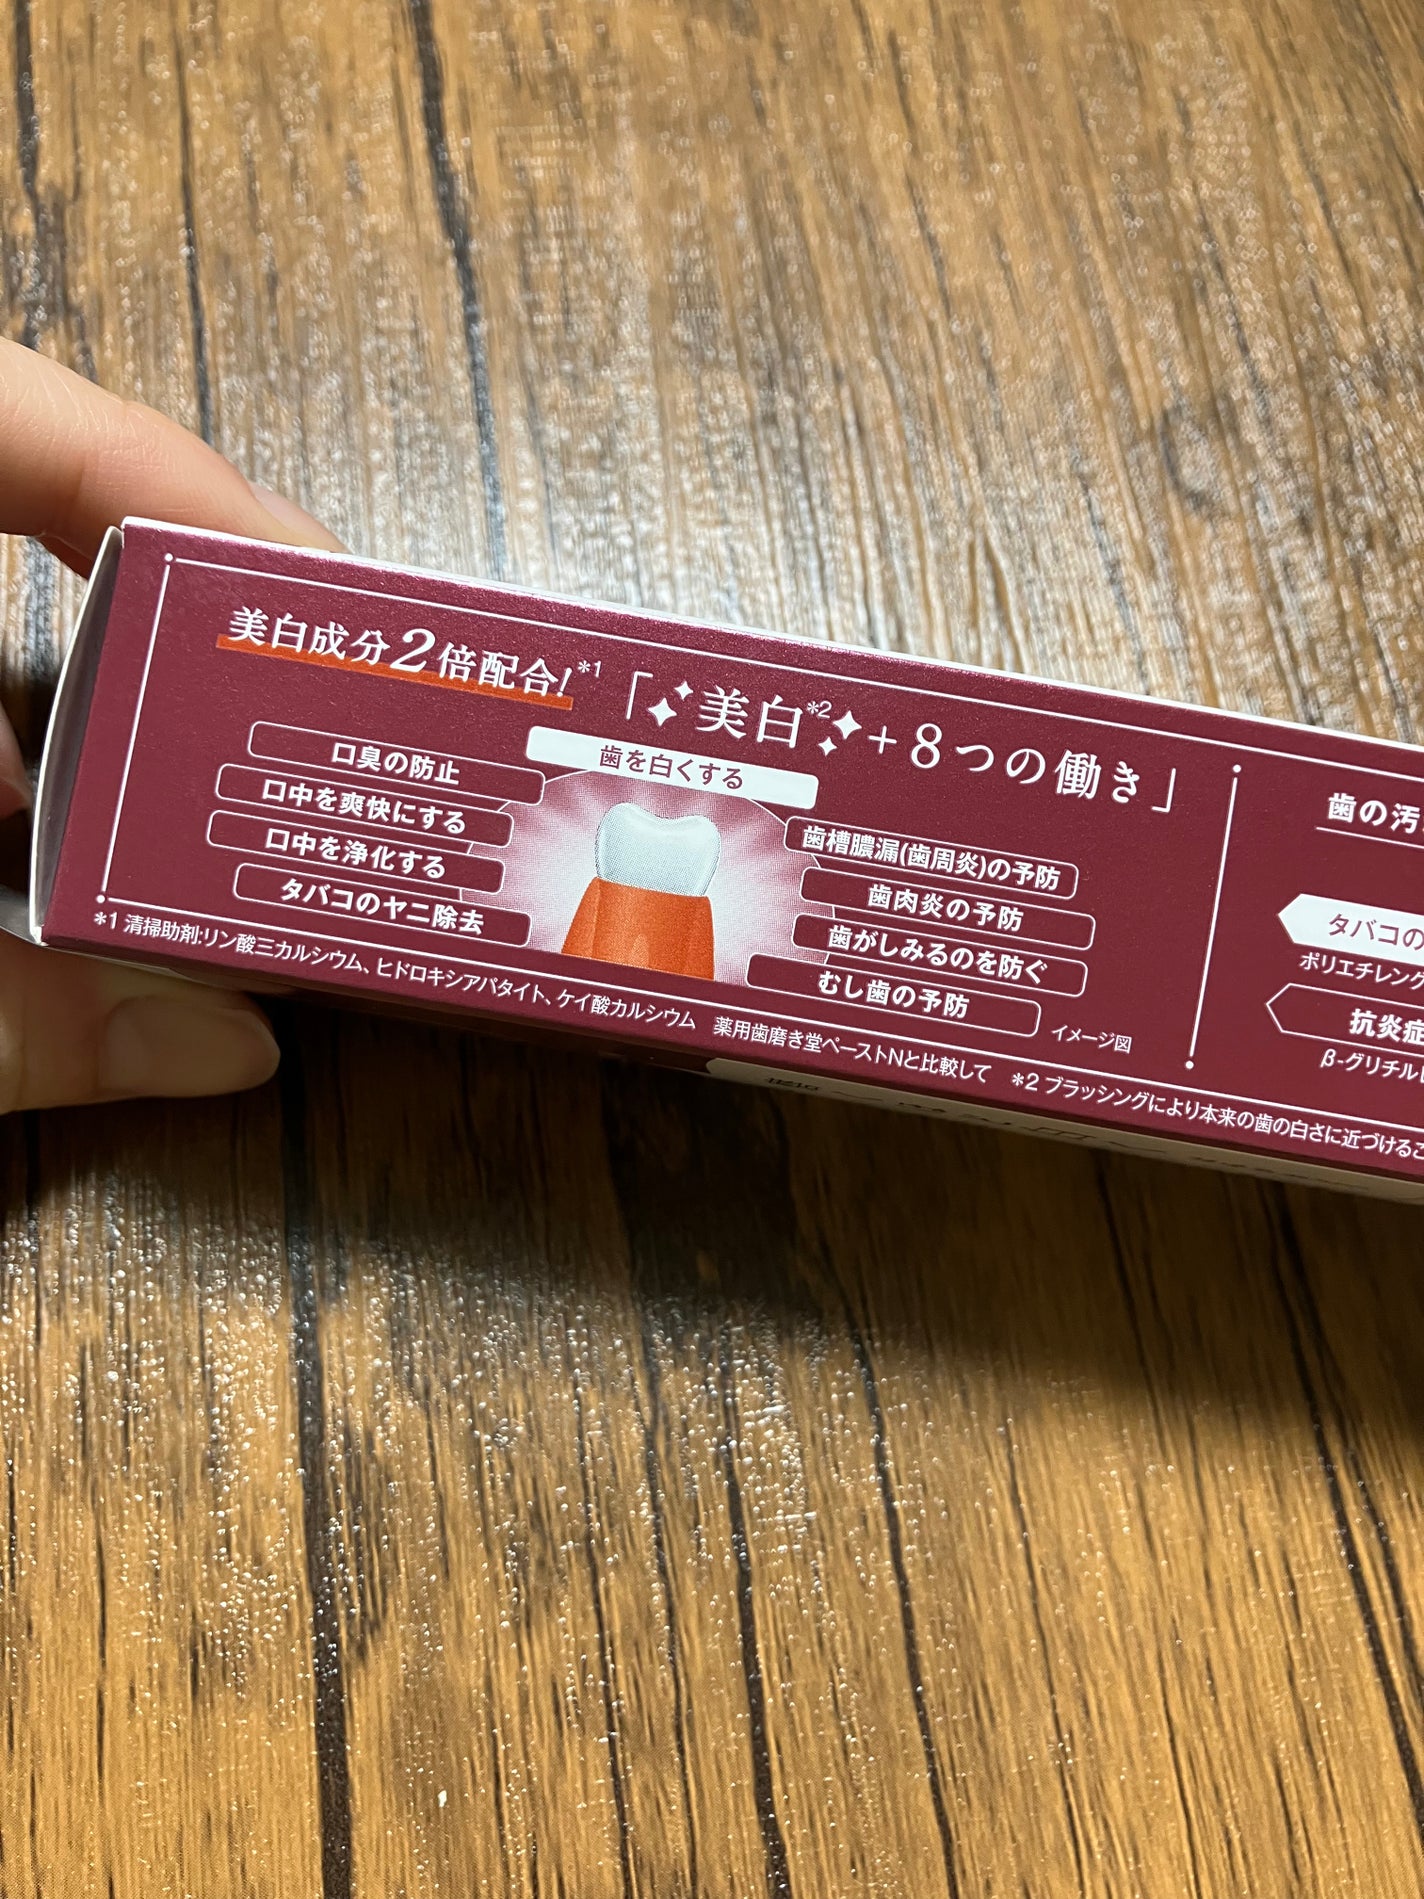 美白成分2倍配合!*1
「美白*2+8つの働き」
歯を白くする
口臭の防止
口中を爽快にする
口中を浄化する
タバコのヤニ除去
歯槽膿漏(歯周炎)の予防
歯肉炎の予防
歯がしみるのを防ぐ
むし歯の予防
イメージ図
*1 清掃助剤:リン酸三カルシウム、ヒドロキシアパタイト、ケイ酸カルシウム 薬用歯磨き堂ペーストNと比較して *2 ブラッシングにより本来の歯の白さに近づけるこ
歯の汚
タバコの
ポリエチレング
抗炎症
β-グリチルレ